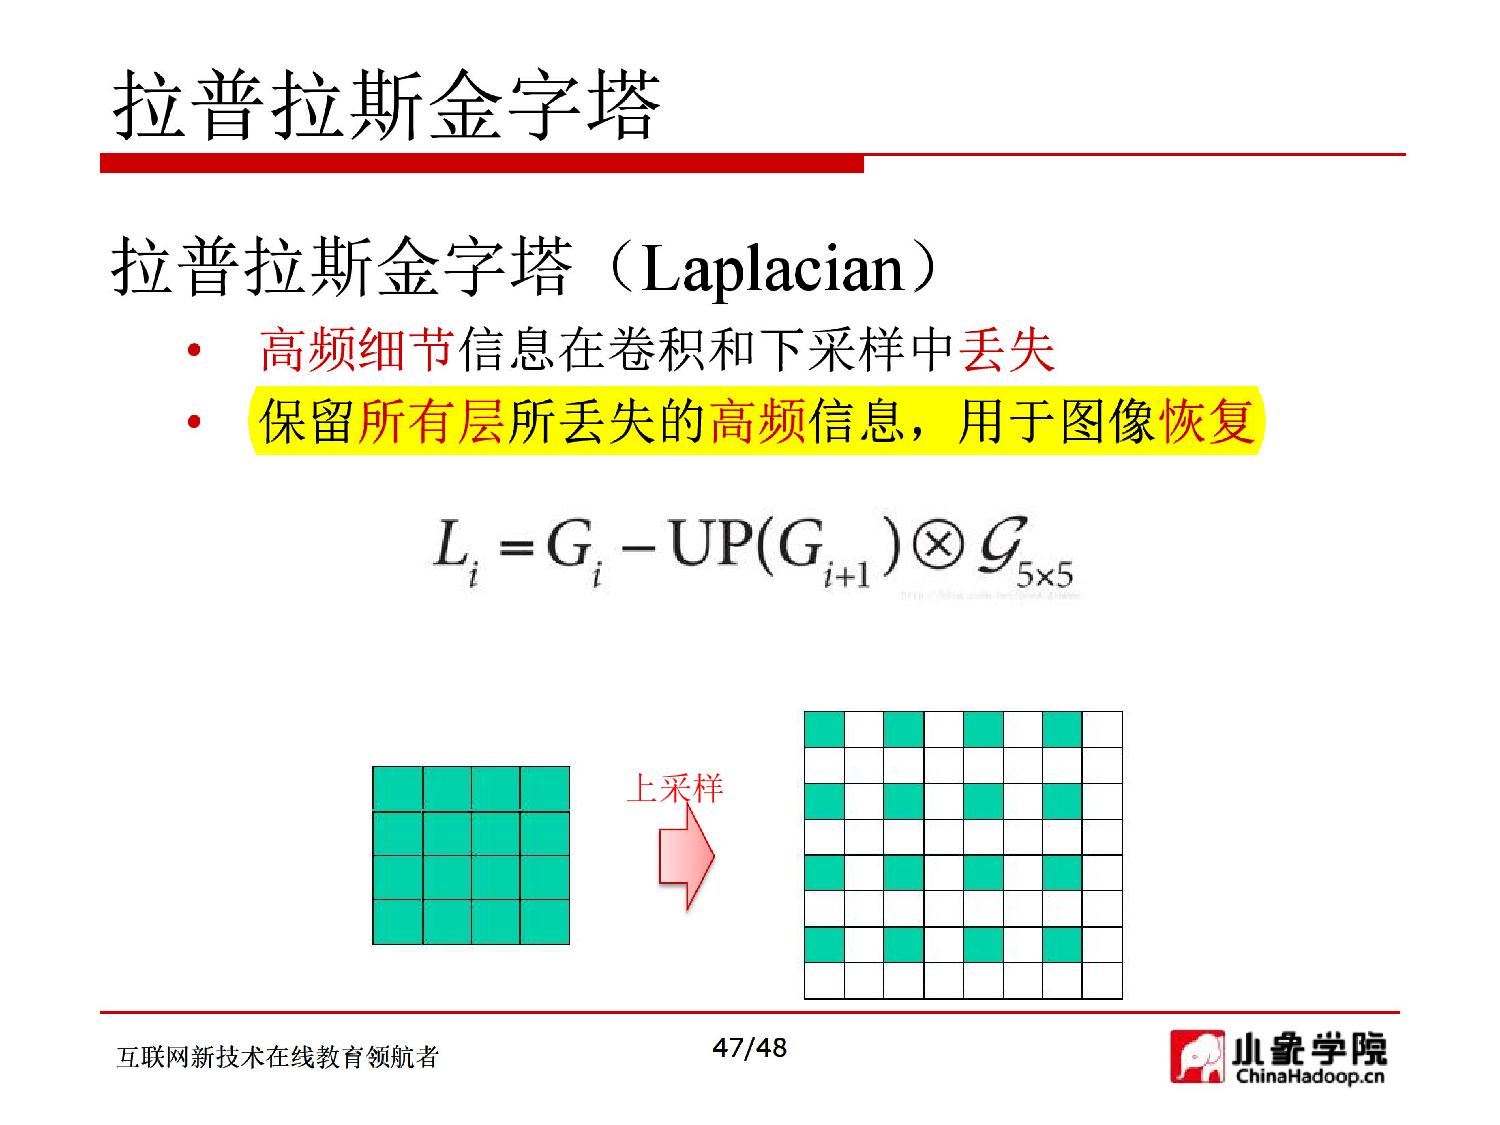 拉普拉斯金字塔
拉普拉斯金字塔（Laplacian）
• 高频细节信息在卷积和下采样中丢失
• 保留所有层所丢失的高频信息，用于图像恢复
L_i = G_i − UP(G_{i+1}) ⊗ 𝒢_{5×5}
上采样
互联网新技术在线教育领航者
47/48
小象学院
ChinaHadoop.cn